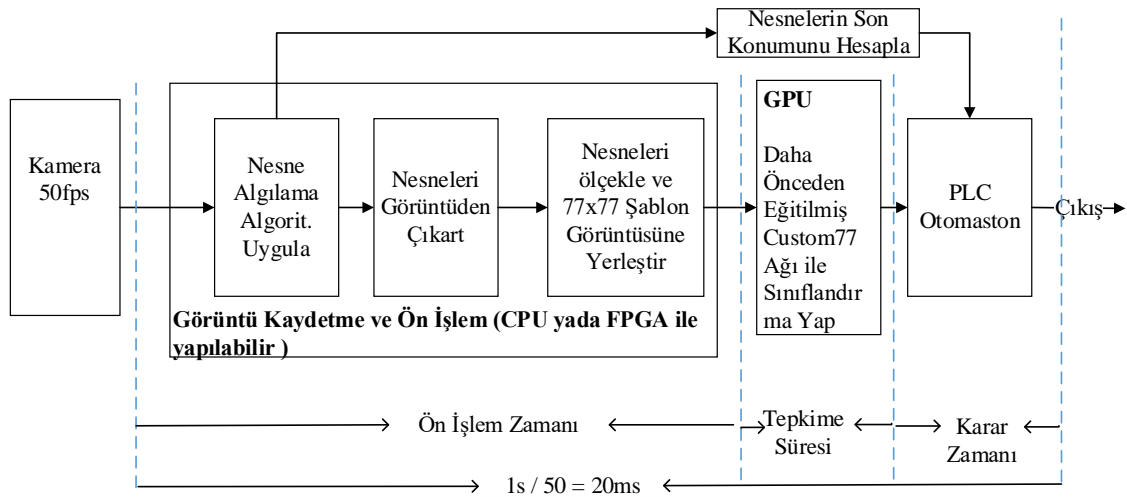 Nesnelerin Son
Konumunu Hesapla
Kamera
50fps
Nesne
Algılama
Algorit.
Uygula
Nesneleri
Görüntüden
Çıkart
Nesneleri
ölçekle ve
77x77 Şablon
Görüntüsüne
Yerleştir
Görüntü Kaydetme ve Ön İşlem (CPU yada FPGA ile
yapılabilir )
GPU
Daha
Önceden
Eğitilmiş
Custom77
Ağı ile
Sınıflandır
ma Yap
PLC
Otomaston
Çıkış
Ön İşlem Zamanı
Tepkime
Süresi
Karar
Zamanı
1s / 50 = 20ms